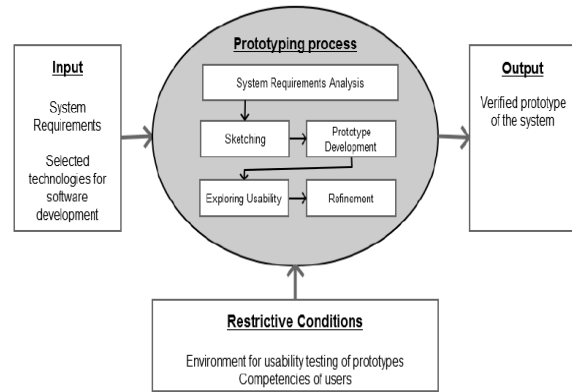 Input
System
Requirements
Selected
technologies for
software
development
Prototyping process
System Requirements Analysis
Sketching
Prototype
Development
Exploring Usability
Refinement
Output
Verified prototype
of the system
Restrictive Conditions
Environment for usability testing of prototypes
Competencies of users